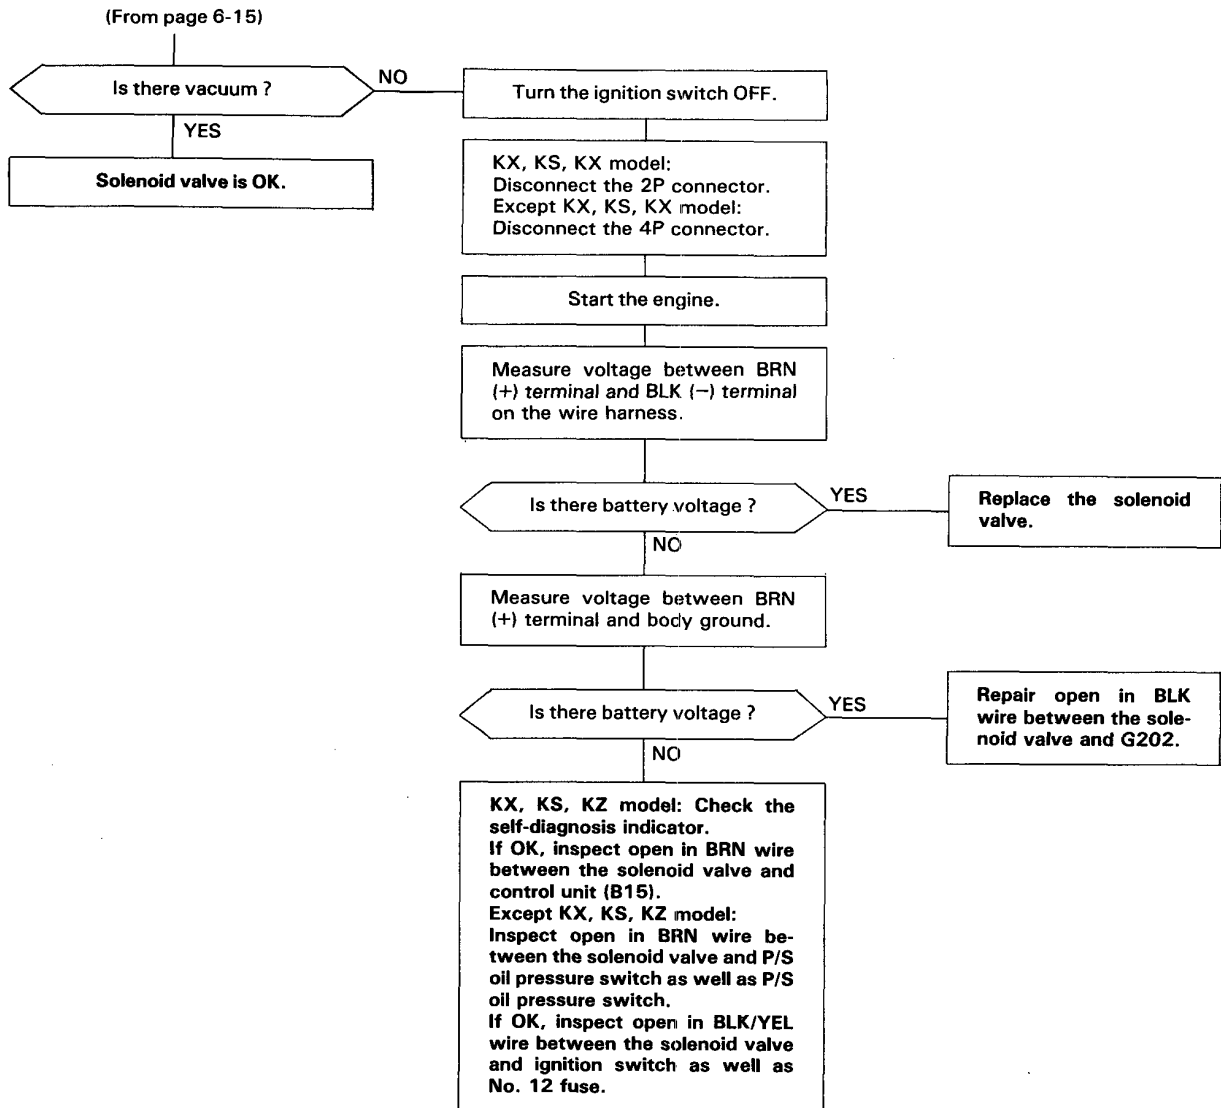 (From page 6-15)
Is there vacuum ?
NO
YES
Solenoid valve is OK.
Turn the ignition switch OFF.
KX, KS, KX model:
Disconnect the 2P connector.
Except KX, KS, KX model:
Disconnect the 4P connector.
Start the engine.
Measure voltage between BRN
(+) terminal and BLK (−) terminal
on the wire harness.
Is there battery voltage ?
YES
Replace the solenoid
valve.
NO
Measure voltage between BRN
(+) terminal and body ground.
Is there battery voltage ?
YES
Repair open in BLK
wire between the sole-
noid valve and G202.
NO
KX, KS, KZ model: Check the
self-diagnosis indicator.
If OK, inspect open in BRN wire
between the solenoid valve and
control unit (B15).
Except KX, KS, KZ model:
Inspect open in BRN wire be-
tween the solenoid valve and P/S
oil pressure switch as well as P/S
oil pressure switch.
If OK, inspect open in BLK/YEL
wire between the solenoid valve
and ignition switch as well as
No. 12 fuse.